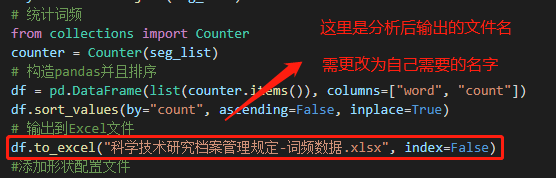 # 统计词频
from collections import Counter
counter = Counter(seg_list)
# 构造pandas并且排序
df = pd.DataFrame(list(counter.items()), columns=["word", "count"])
df.sort_values(by="count", ascending=False, inplace=True)
# 输出到Excel文件
df.to_excel("科学技术研究档案管理规定-词频数据.xlsx", index=False)
#添加形状配置文件
这里是分析后输出的文件名
需更改为自己需要的名字